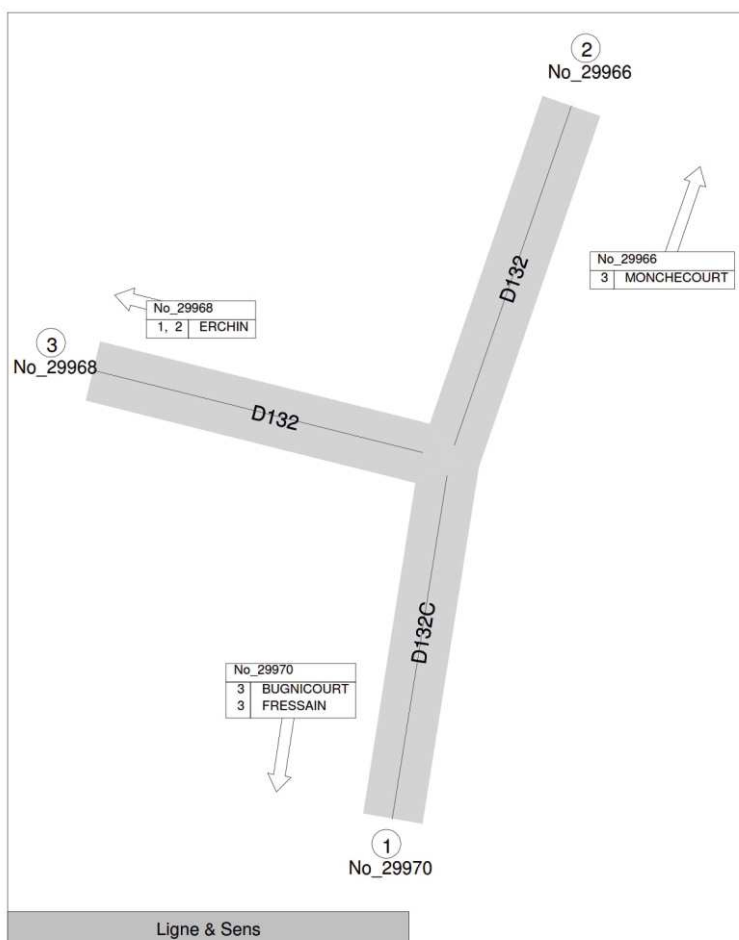 2
No_29966
D132
No_29966
3 MONCHECOURT
No_29968
1, 2 ERCHIN
3
No_29968
D132
D132C
No_29970
3 BUGNICOURT
3 FRESSAIN
1
No_29970
Ligne & Sens